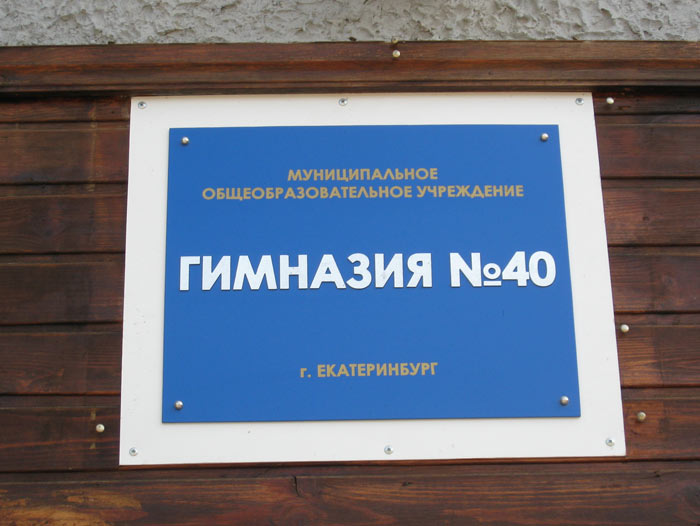 МУНИЦИПАЛЬНОЕ
ОБЩЕОБРАЗОВАТЕЛЬНОЕ УЧРЕЖДЕНИЕ
ГИМНАЗИЯ №40
г. ЕКАТЕРИНБУРГ